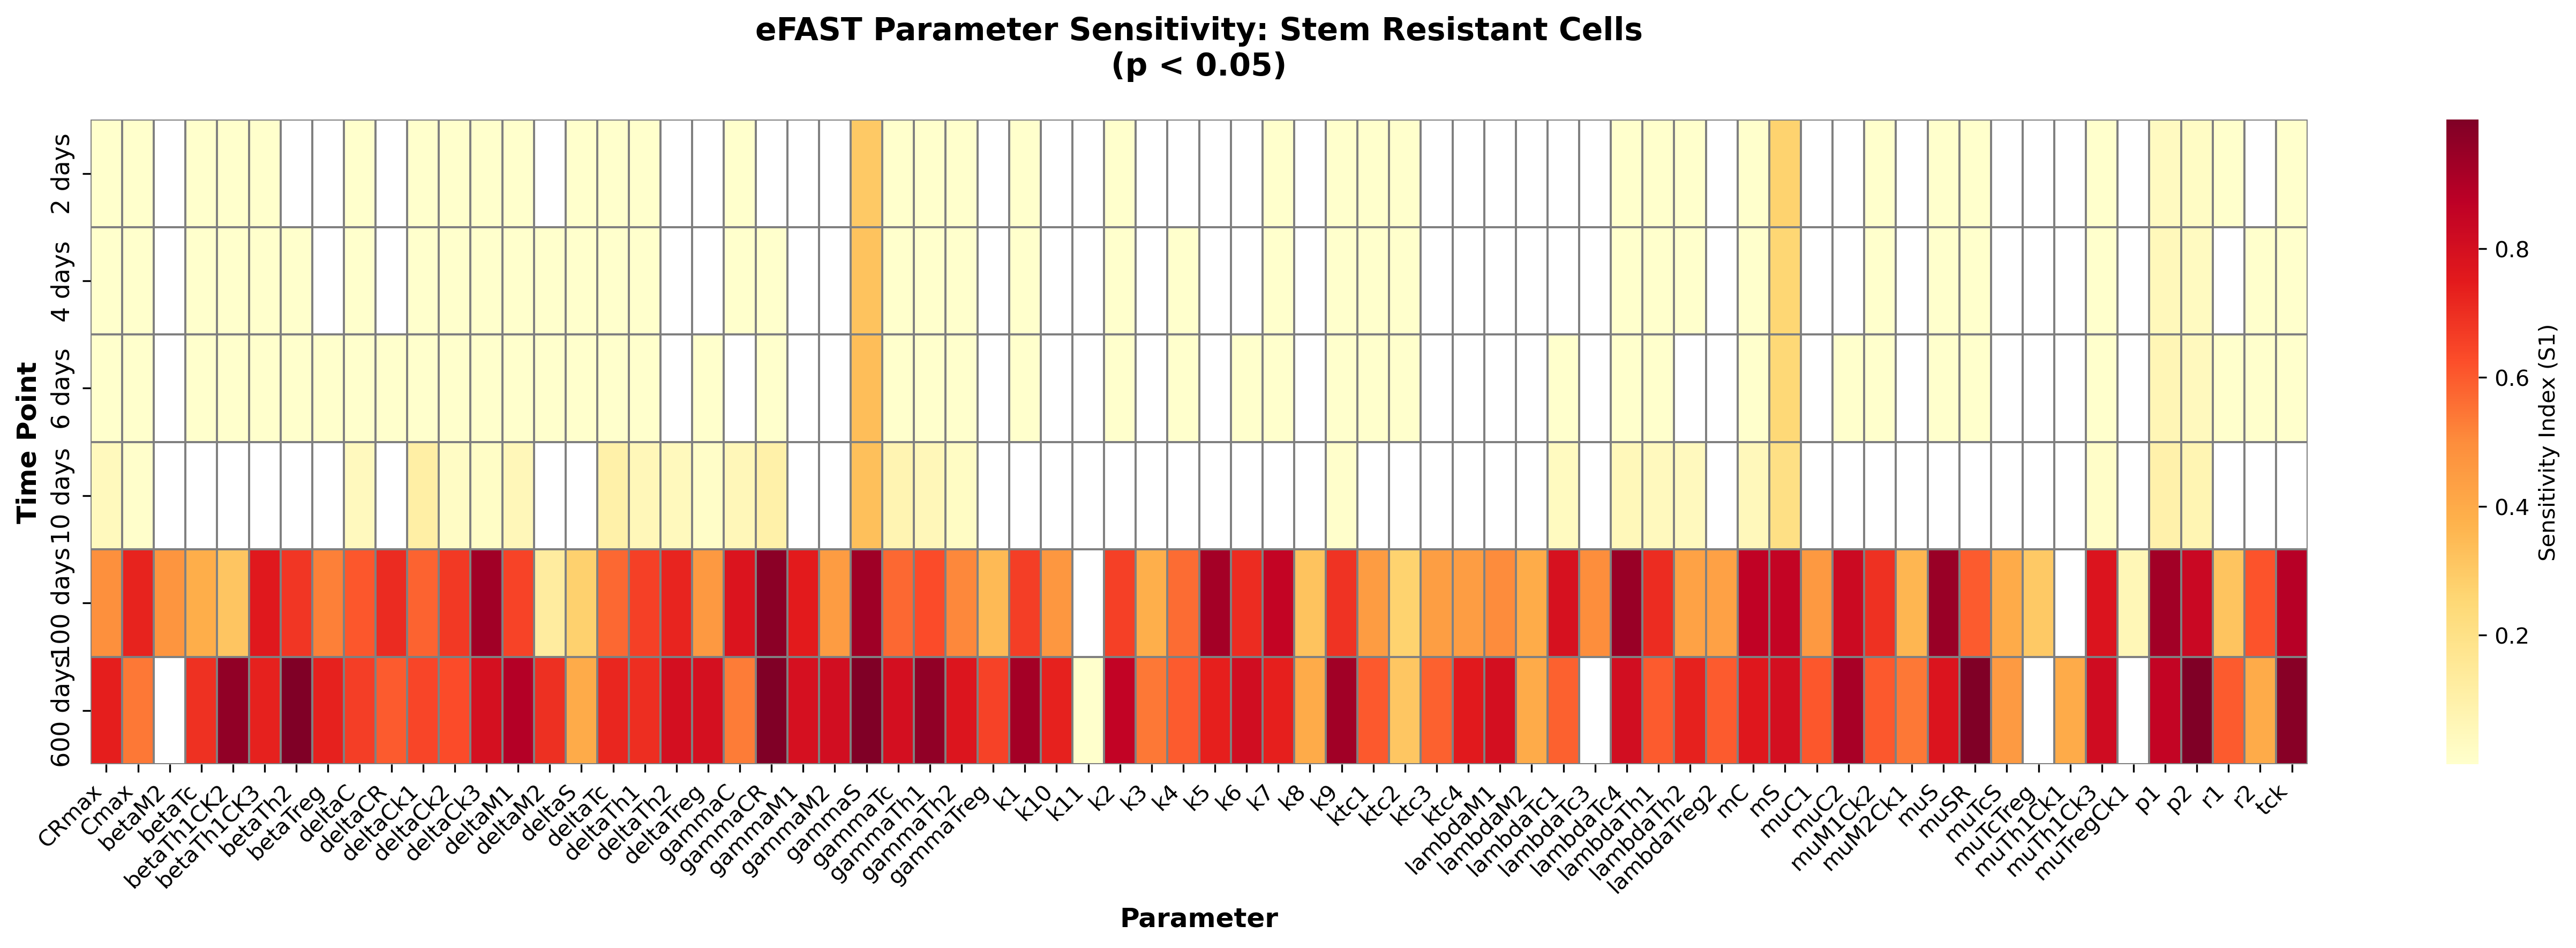 eFAST Parameter Sensitivity: Stem Resistant Cells
(p < 0.05)
Time Point
2 days
4 days
6 days
10 days
100 days
600 days
CRmax
Cmax
betaM2
betaTc
betaTh1CK2
betaTh1CK3
betaTh2
betaTreg
deltaC
deltaCR
deltaCk1
deltaCk2
deltaCk3
deltaM1
deltaM2
deltaS
deltaTc
deltaTh1
deltaTh2
deltaTreg
gammaC
gammaCR
gammaM1
gammaM2
gammaS
gammaTc
gammaTh1
gammaTh2
gammaTreg
k1
k10
k11
k2
k3
k4
k5
k6
k7
k8
k9
ktc1
ktc2
ktc3
ktc4
lambdaM1
lambdaM2
lambdaTc1
lambdaTc3
lambdaTc4
lambdaTh1
lambdaTh2
lambdaTreg2
mC
mS
muC1
muC2
muM1Ck2
muM2Ck1
muS
muSR
muTcS
muTcTreg
muTh1Ck1
muTh1Ck3
muTregCk1
p1
p2
r1
r2
tck
Parameter
0.8
0.6
0.4
0.2
Sensitivity Index (S1)